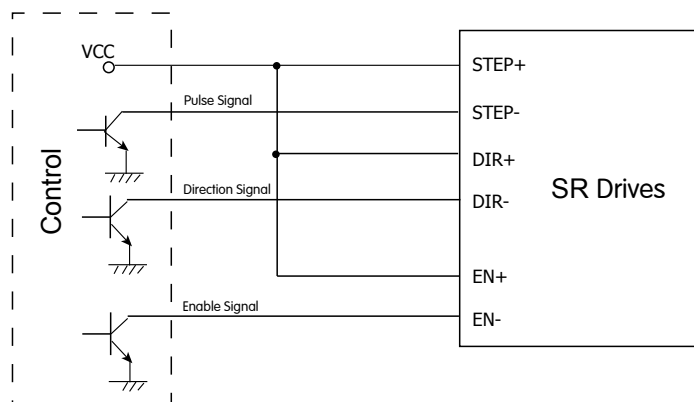 VCC
STEP+
Pulse Signal
STEP-
DIR+
Control
SR Drives
Direction Signal
DIR-
EN+
Enable Signal
EN-